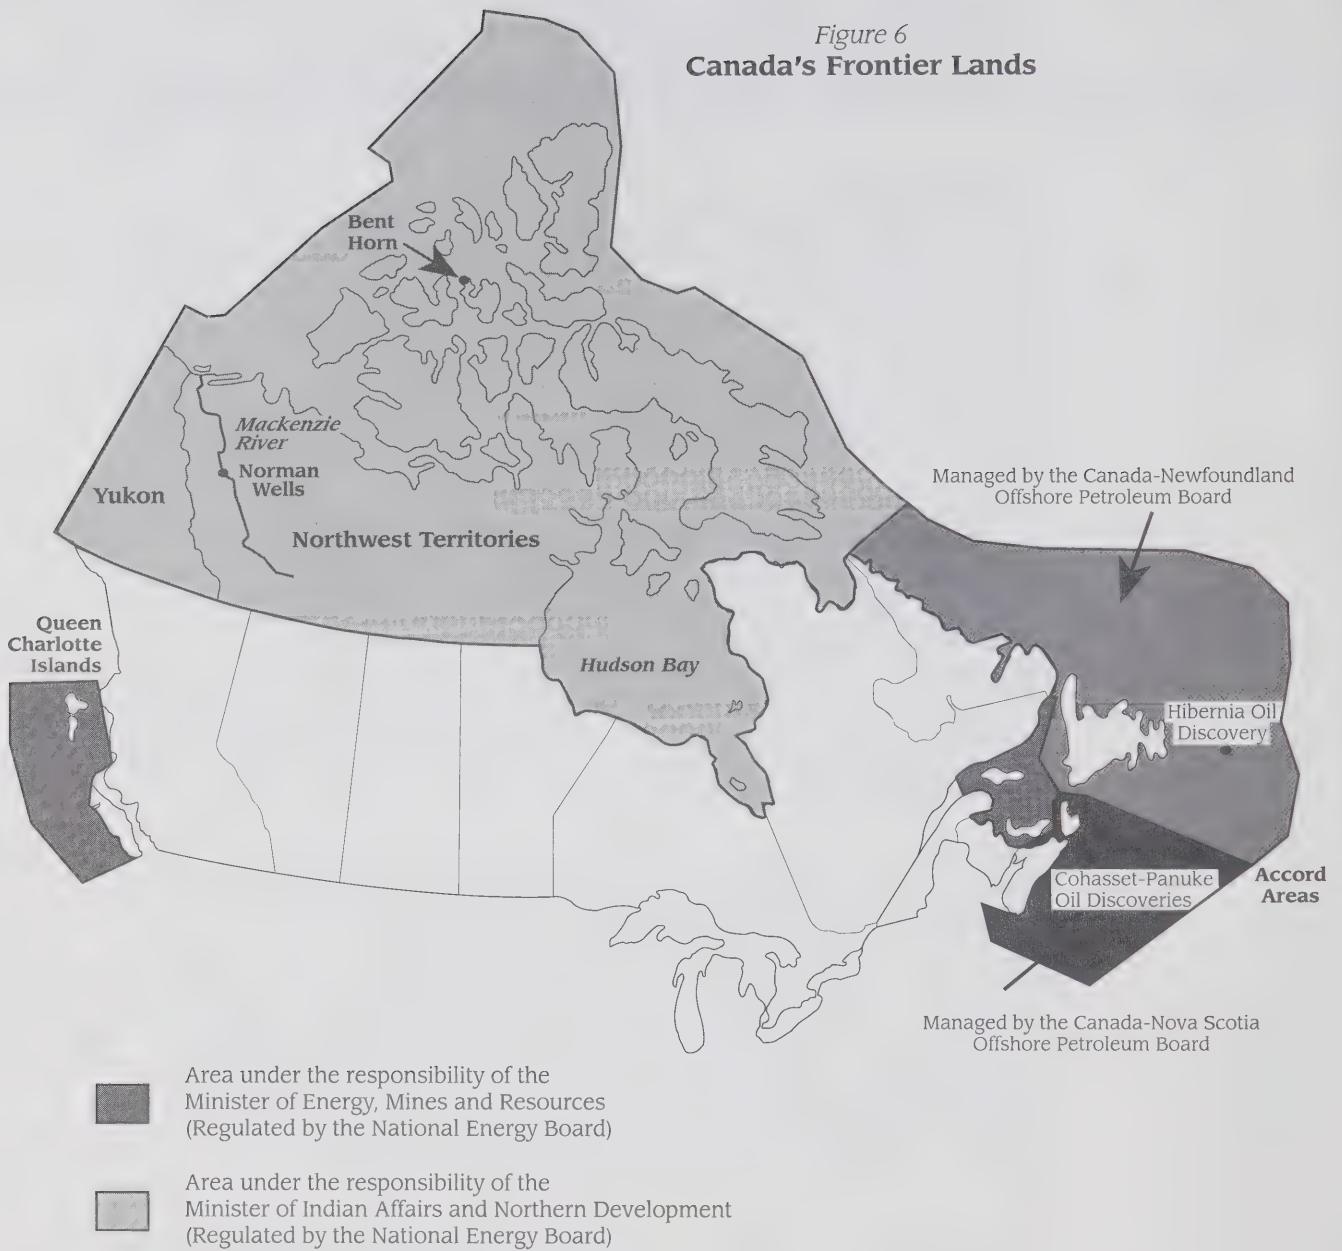 Figure 6
Canada's Frontier Lands
Bent
Horn
Mackenzie
River
Norman
Wells
Yukon
Northwest Territories
Managed by the Canada-Newfoundland
Offshore Petroleum Board
Queen
Charlotte
Islands
Hudson Bay
Hibernia Oil
Discovery
Cohasset-Panuke
Oil Discoveries
Accord
Areas
Managed by the Canada-Nova Scotia
Offshore Petroleum Board
Area under the responsibility of the
Minister of Energy, Mines and Resources
(Regulated by the National Energy Board)
Area under the responsibility of the
Minister of Indian Affairs and Northern Development
(Regulated by the National Energy Board)